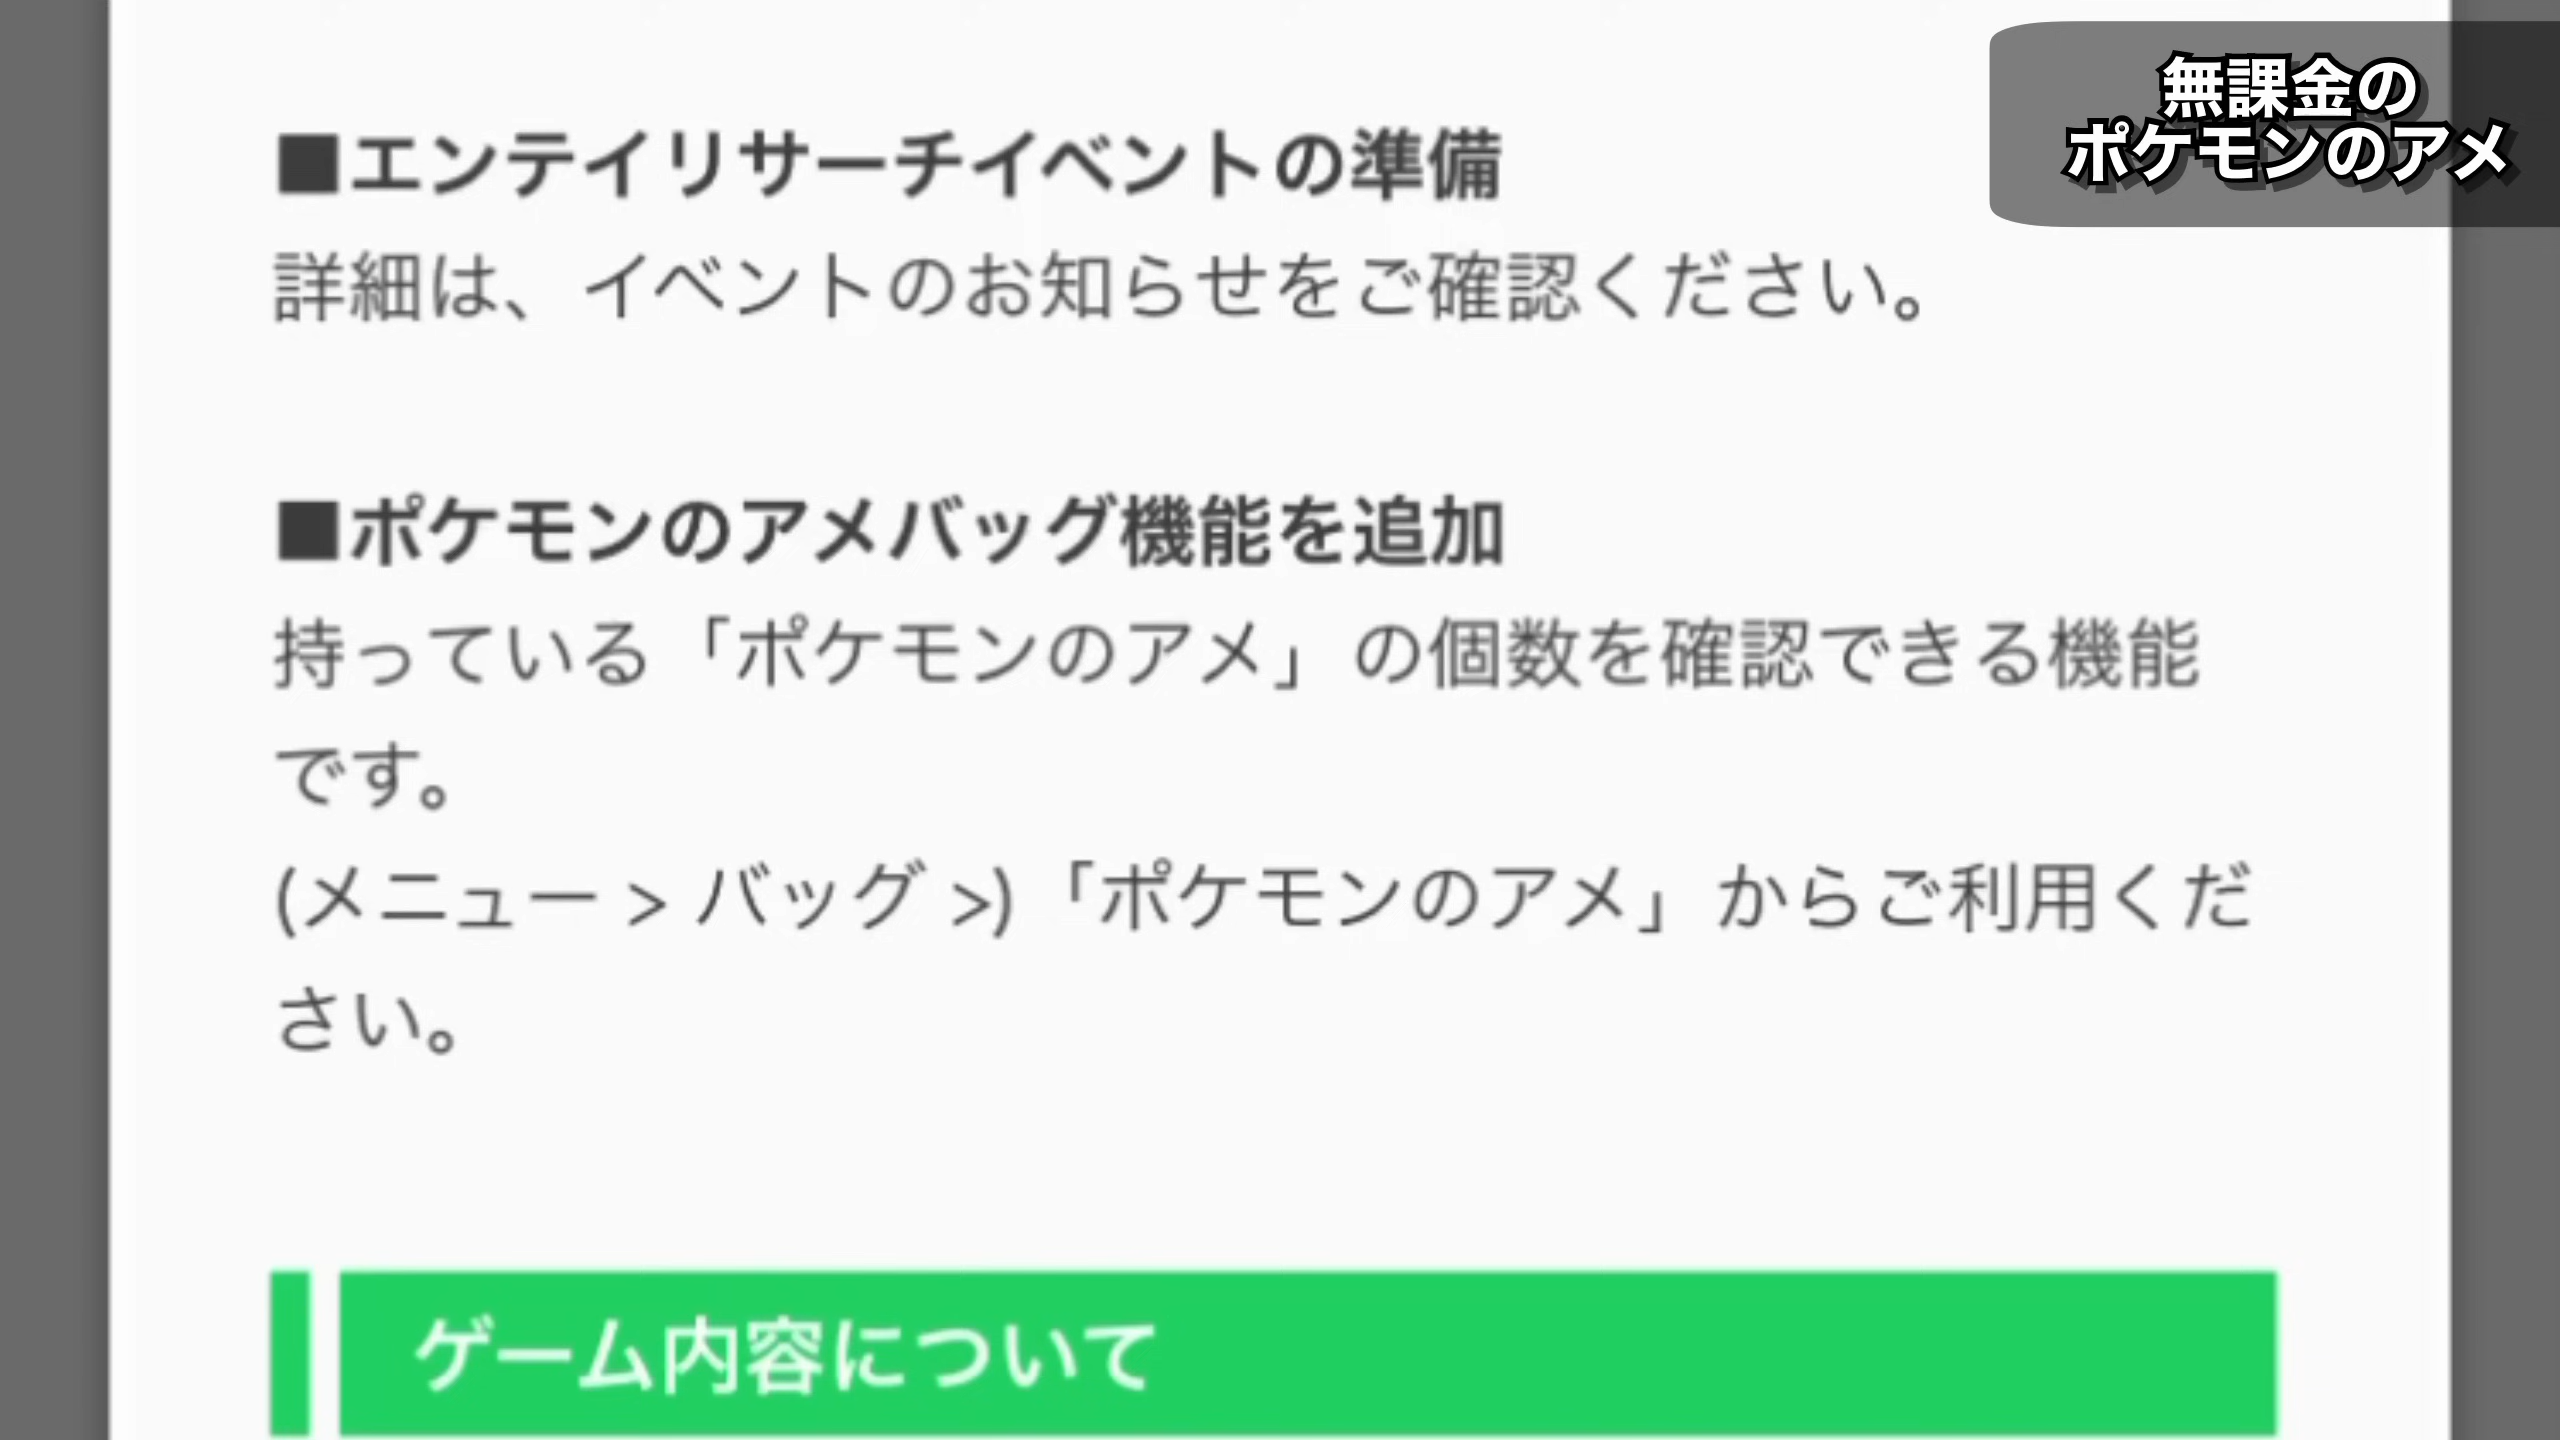 無課金の
ポケモンのアメ
■エンテイリサーチイベントの準備
詳細は、イベントのお知らせをご確認ください。
■ポケモンのアメバッグ機能を追加
持っている「ポケモンのアメ」の個数を確認できる機能
です。
(メニュー > バッグ >)「ポケモンのアメ」からご利用くだ
さい。
ゲーム内容について